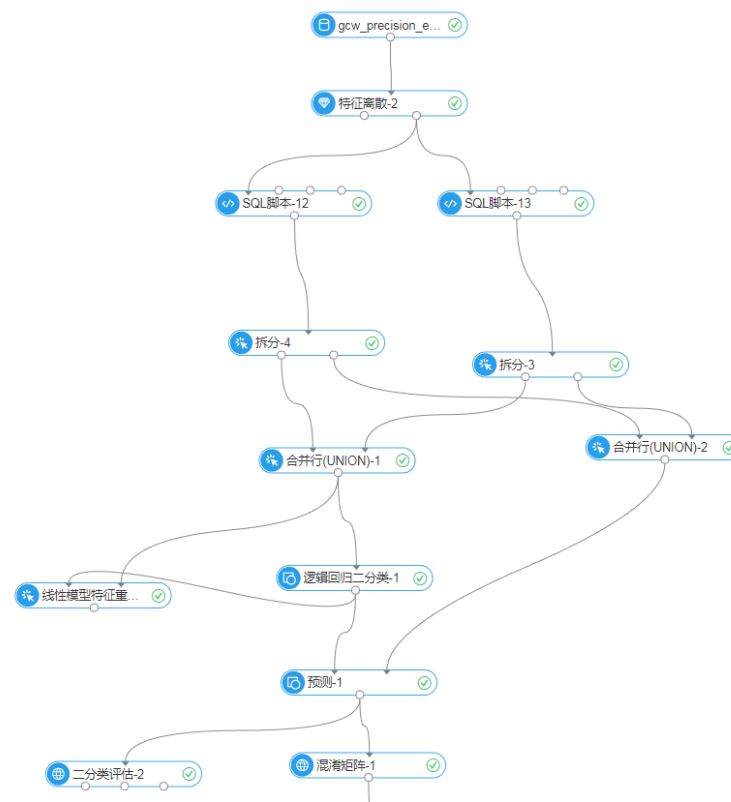 gcw_precision_e...
特征离散-2
SQL脚本-12
SQL脚本-13
拆分-4
拆分-3
合并行(UNION)-1
合并行(UNION)-2
逻辑回归二分类-1
线性模型特征重...
预测-1
二分类评估-2
混淆矩阵-1